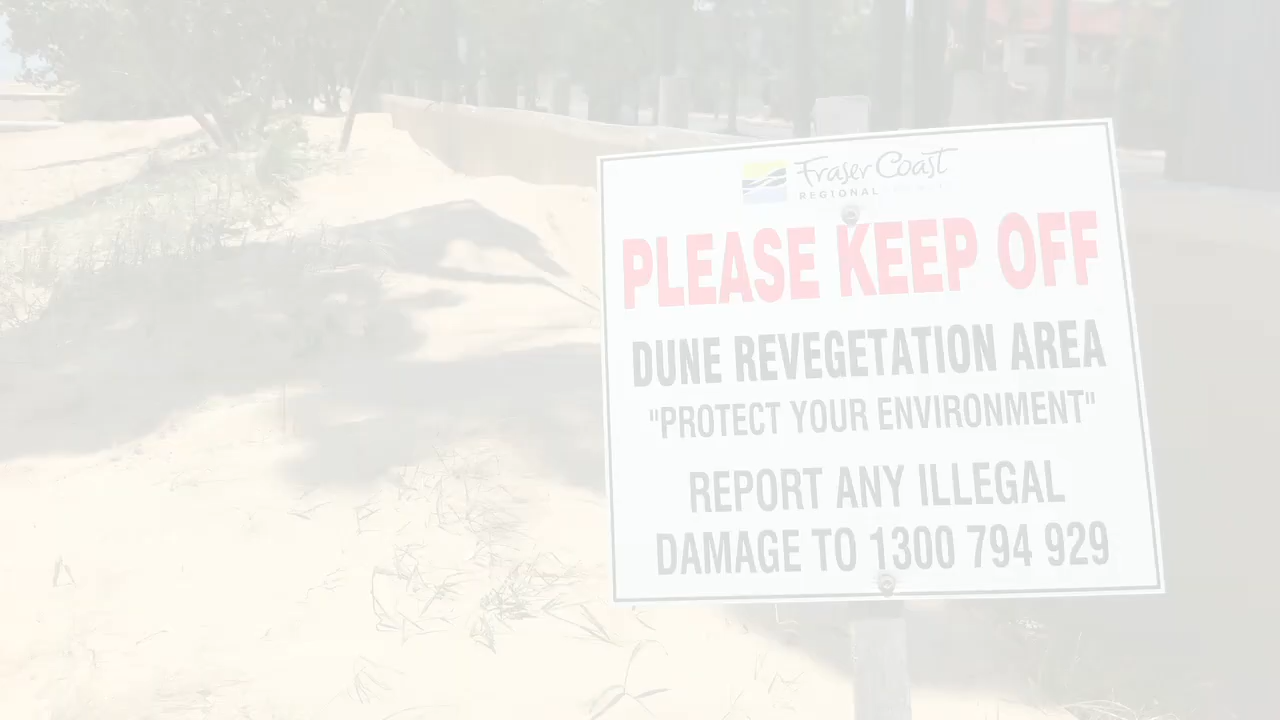 Fraser Coast
REGIONAL
PLEASE KEEP OFF
DUNE REVEGETATION AREA
"PROTECT YOUR ENVIRONMENT"
REPORT ANY ILLEGAL
DAMAGE TO 1300 794 929